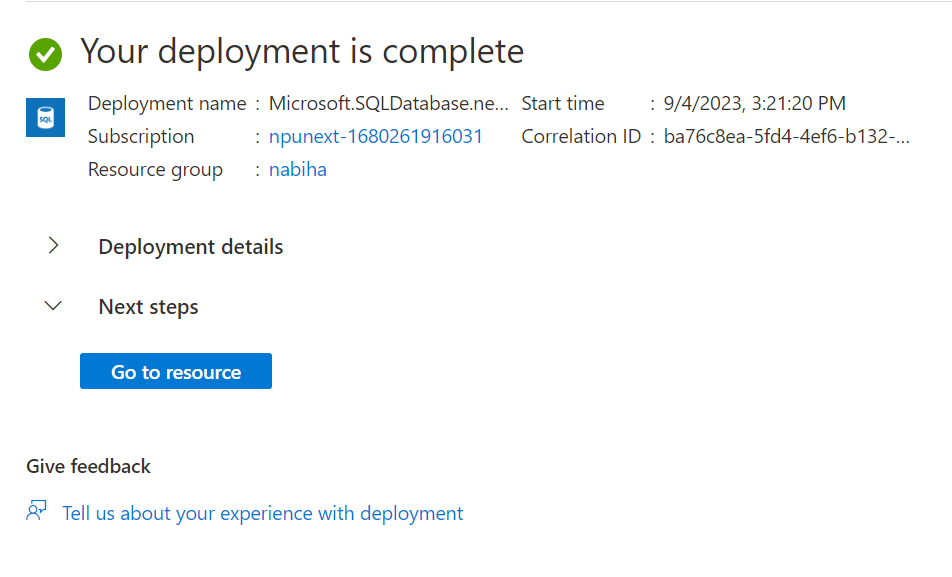 Your deployment is complete
SQL
Deployment name : Microsoft.SQLDatabase.ne... Start time : 9/4/2023, 3:21:20 PM
Subscription : npunext-1680261916031 Correlation ID : ba76c8ea-5fd4-4ef6-b132-...
Resource group : nabiha
Deployment details
Next steps
Go to resource
Give feedback
Tell us about your experience with deployment